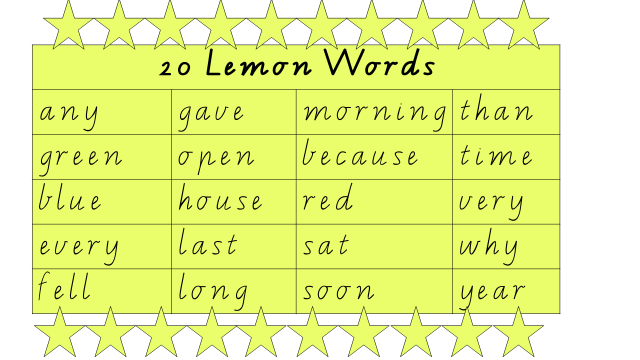 20 Lemon Words
any gave morning than
green open because time
blue house red very
every last sat why
fell long soon year